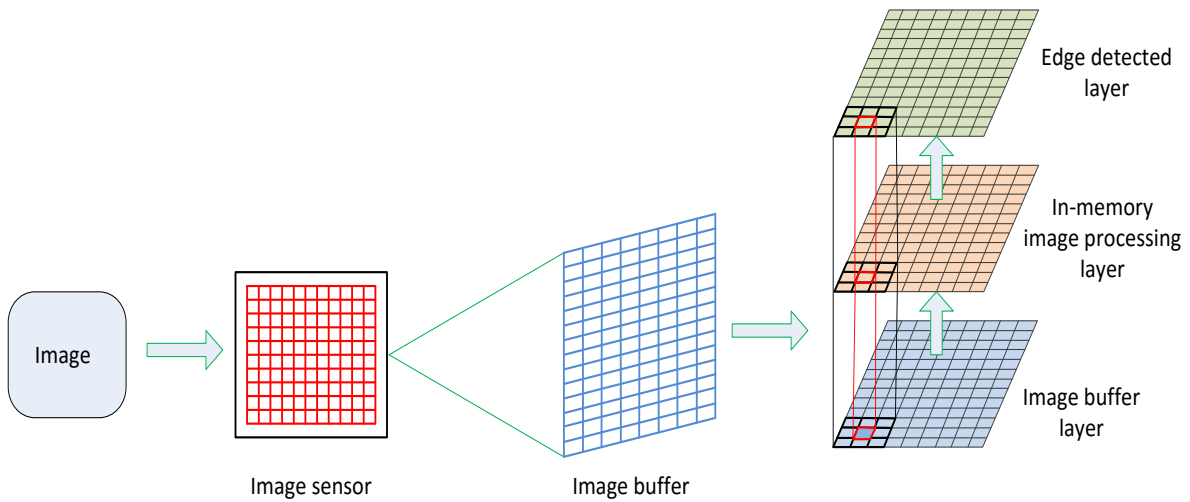 Image
Image sensor
Image buffer
Edge detected
layer
In-memory
image processing
layer
Image buffer
layer